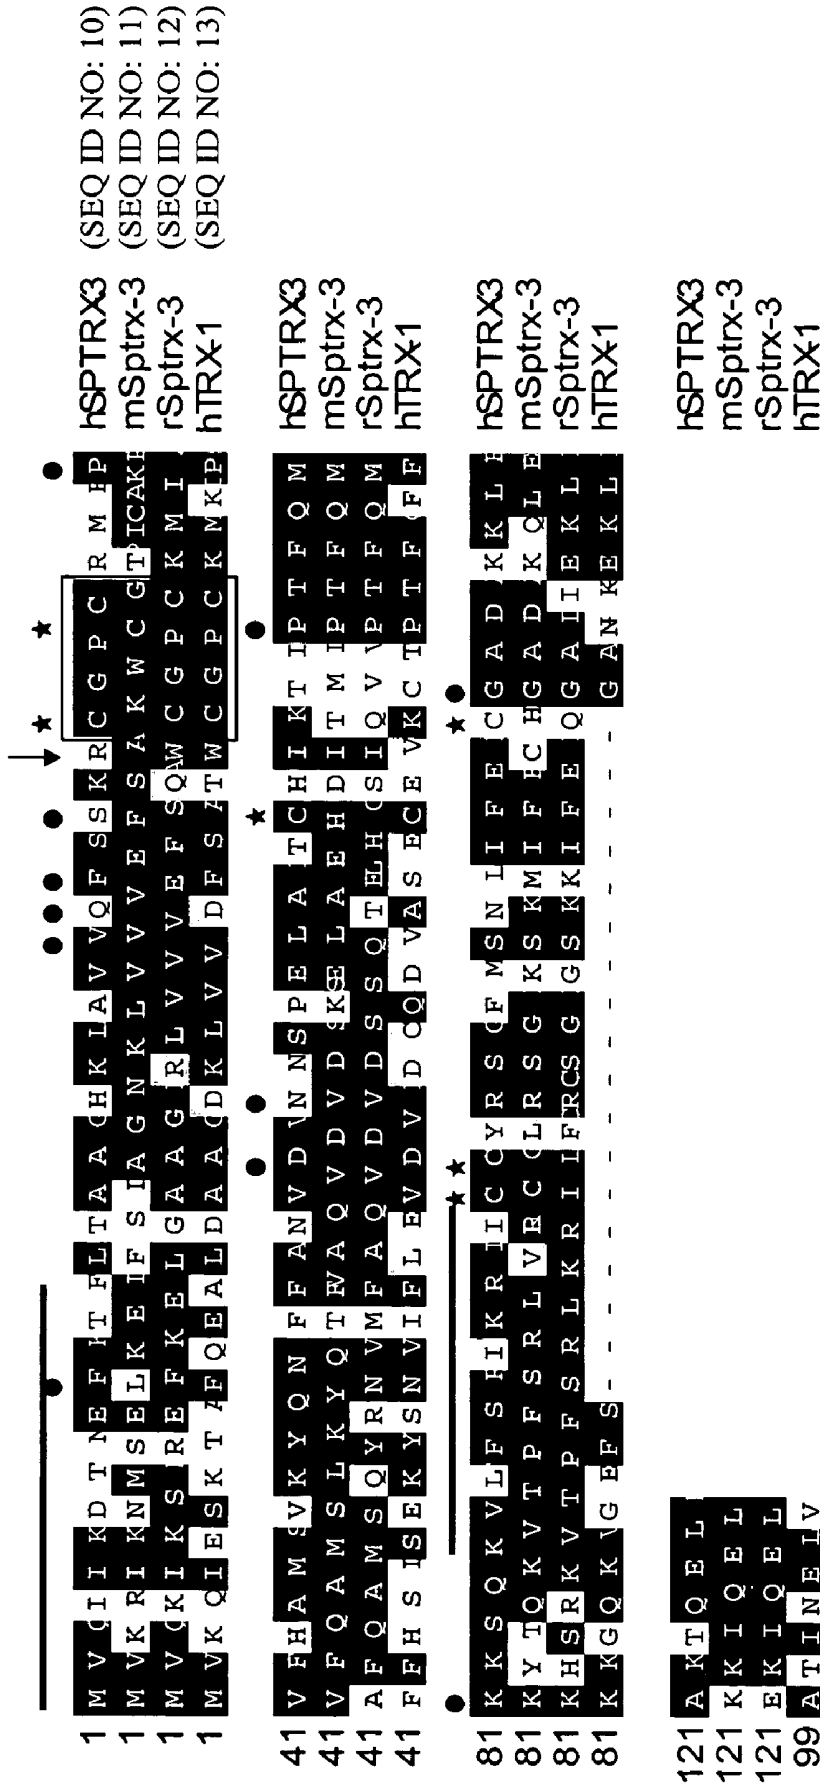 1 M V Q I I K D T N E F K T F L T A A G H K L A V V Q F S S K R C G P C R M F P hSPTRX3 (SEQ ID NO: 10)
1 M V K R I K N M S E L K E I F S I A G N K L V V V E F S A K W C G T P I C A K mSptrx-3 (SEQ ID NO: 11)
1 M V Q K I K S R E F K E L G A A G R L V V V E F S Q A W C G P C K M I rSptrx-3 (SEQ ID NO: 12)
1 M V K Q I E S K T A F Q E A L D A A G D K L V V D F S A T W C G P C K M K P hTRX-1 (SEQ ID NO: 13)
41 V F H A M S V K Y Q N F F A N V D V N N S P E L A T C H I K T I P T F Q M hSPTRX3
41 V F Q A M S L K Y Q T F V A Q V D V D S K E L A E H D I T M I P T F Q M mSptrx-3
41 A F Q A M S Q Y R N V M F A Q V D V D S S Q T E L H G S I Q V V P T F Q M rSptrx-3
41 F F H S L S E K Y S N V I F L E V D V D C Q D V A S E C E V K C T P T F Q F F hTRX-1
81 K K S Q K V L F S R I K R I I C C Y R S G F M S N L I F E C G A D K K L E hSPTRX3
81 K Y T Q K V T P F S R L V R C C L R S G K S K M I F E C H G A D K Q L E mSptrx-3
81 K H S R K V T P F S R L K R I L F C R C S G G S K K I F E Q G A I E K L rSptrx-3
81 K K G Q K V G E F S - - - - - - - - - - - - - - - - - - - - - - G A N K E K L hTRX-1
121 A K T Q E L hSPTRX3
121 K K I Q E L mSptrx-3
121 E K I Q E L rSptrx-3
99 A T I N E L V hTRX-1